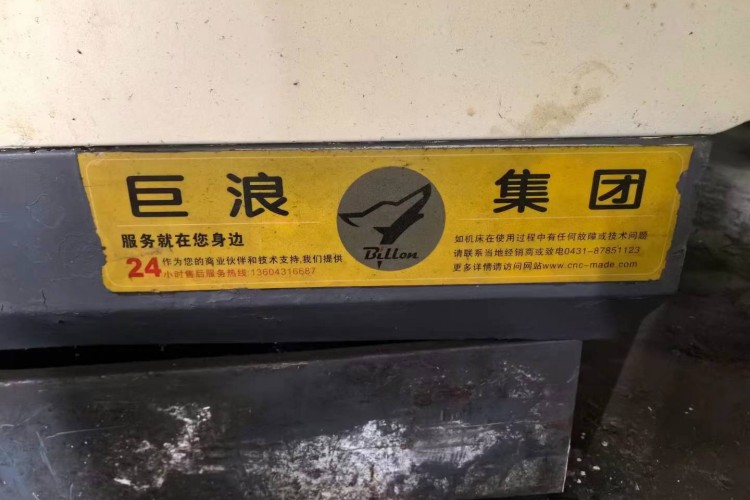 巨浪 集团
Billon
服务就在您身边
24作为您的商业伙伴和技术支持,我们提供
小时售后服务热线:13604316687
如机床在使用过程中有任何故障或技术问题
请联系当地经销商或致电0431-87851123
更多详情请访问网站www.cnc-made.com